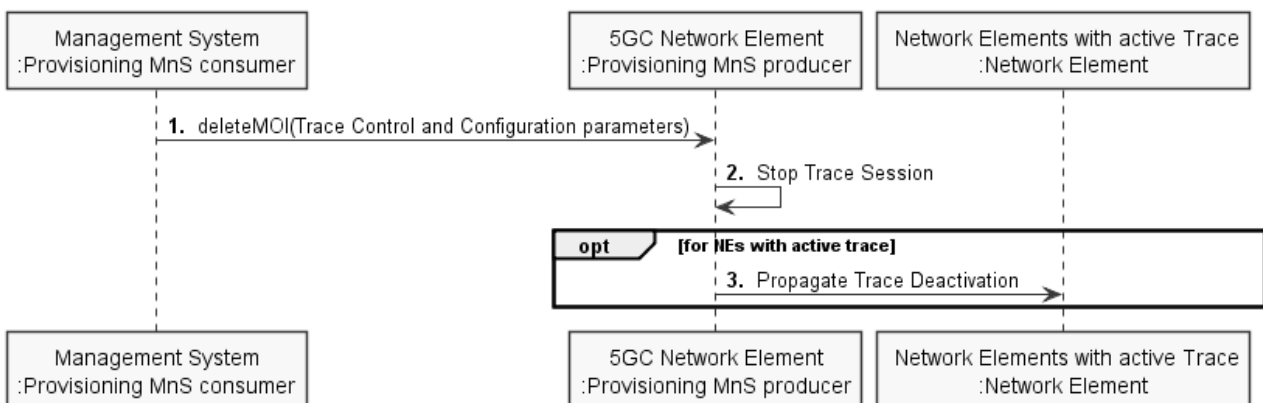 Management System
:Provisioning MnS consumer
5GC Network Element
:Provisioning MnS producer
Network Elements with active Trace
:Network Element
1. deleteMOI(Trace Control and Configuration parameters)
2. Stop Trace Session
opt [for NEs with active trace]
3. Propagate Trace Deactivation
Management System
:Provisioning MnS consumer
5GC Network Element
:Provisioning MnS producer
Network Elements with active Trace
:Network Element